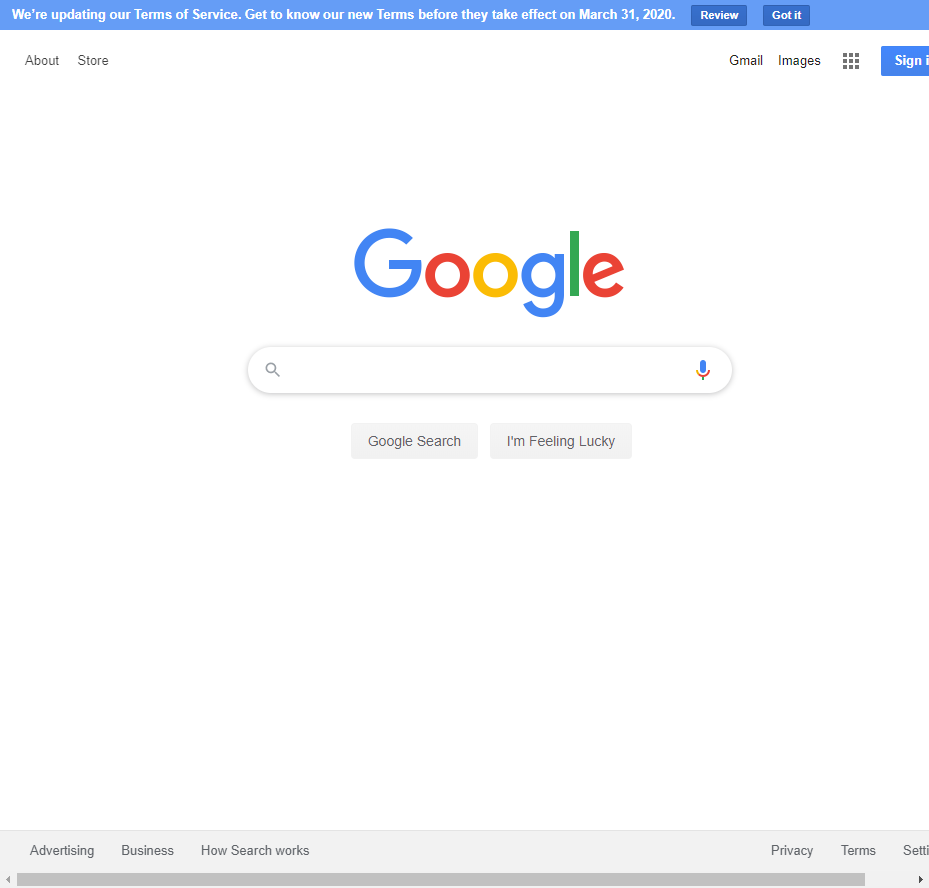 We're updating our Terms of Service. Get to know our new Terms before they take effect on March 31, 2020. Review Got it
About Store Gmail Images Sign i
Google
Google Search I'm Feeling Lucky
Advertising Business How Search works Privacy Terms Setti